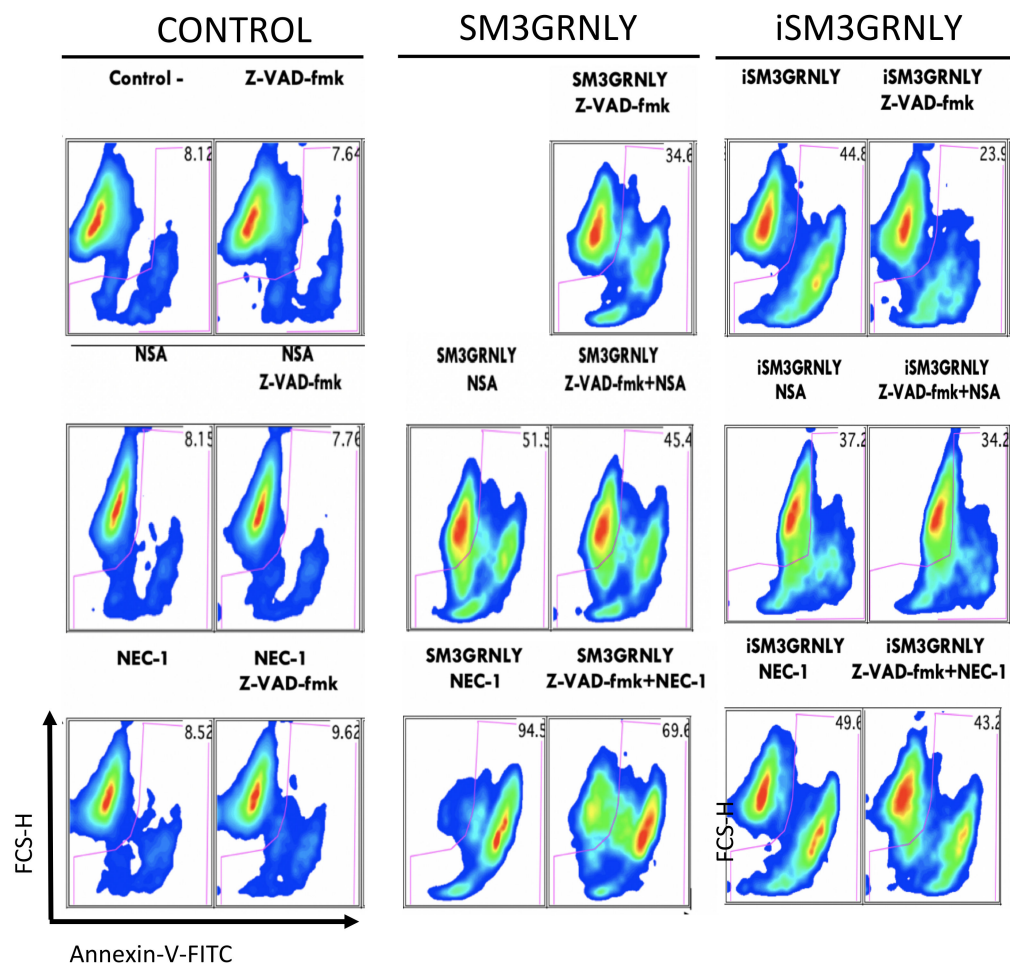 CONTROL
SM3GRNLY
iSM3GRNLY
Control -
Z-VAD-fmk
SM3GRNLY
Z-VAD-fmk
iSM3GRNLY
iSM3GRNLY
Z-VAD-fmk
8.12
7.64
34.6
44.8
23.9
NSA
NSA
Z-VAD-fmk
SM3GRNLY
NSA
SM3GRNLY
Z-VAD-fmk+NSA
iSM3GRNLY
NSA
iSM3GRNLY
Z-VAD-fmk+NSA
8.15
7.76
51.5
45.4
37.2
34.2
NEC-1
NEC-1
Z-VAD-fmk
SM3GRNLY
NEC-1
SM3GRNLY
Z-VAD-fmk+NEC-1
iSM3GRNLY
NEC-1
iSM3GRNLY
Z-VAD-fmk+NEC-1
8.52
9.62
94.5
69.6
49.6
43.2
FCS-H
FCS-H
Annexin-V-FITC